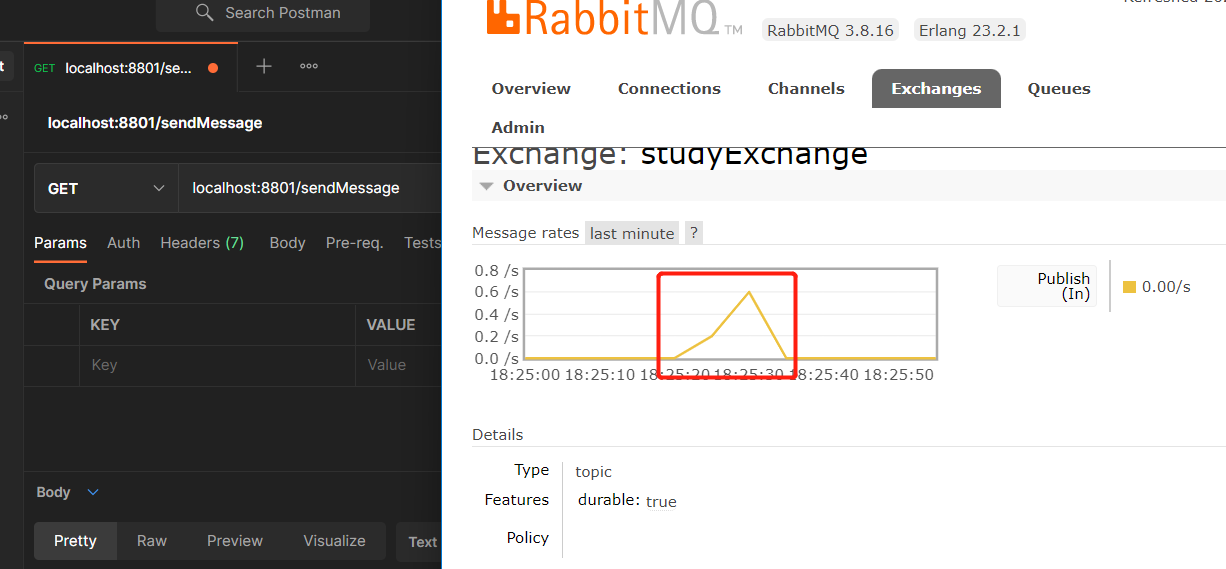 Search Postman
t
GET localhost:8801/se...
localhost:8801/sendMessage
GET
localhost:8801/sendMessage
Params Auth Headers (7) Body Pre-req. Tests
Query Params
KEY VALUE
Key Value
Body
Pretty Raw Preview Visualize Text
RabbitMQ TM
RabbitMQ 3.8.16 Erlang 23.2.1
Overview Connections Channels Exchanges Queues
Admin
Exchange: studyExchange
Overview
Message rates last minute ?
0.8 /s
0.6 /s
0.4 /s
0.2 /s
0.0 /s
18:25:00 18:25:10 18:25:20 18:25:30 18:25:40 18:25:50
Publish
(In)
0.00/s
Details
Type topic
Features durable: true
Policy